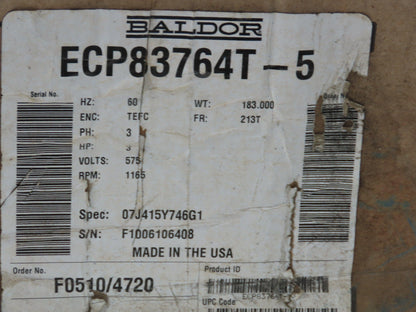 BALDOR
ECP83764T-5
Serial No.
HZ: 60 WT: 183.000
ENC: TEFC FR: 213T
PH: 3
HP: 3
VOLTS: 575
RPM: 1165
Spec: 07J415Y746G1
S/N: F1006106408
MADE IN THE USA
Order No. Product ID
F0510/4720
UPC Code